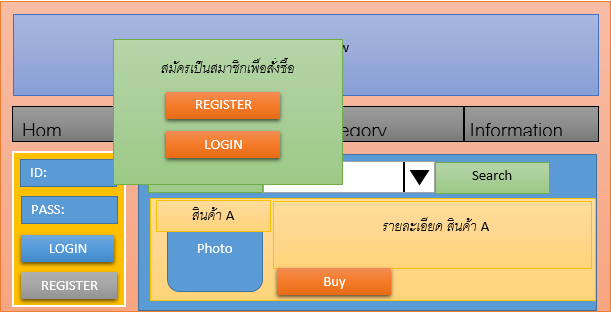 สมัครเป็นสมาชิกเพื่อสั่งซื้อ
REGISTER
LOGIN
Hom
egory
Information
ID:
PASS:
LOGIN
REGISTER
Search
สินค้า A
Photo
รายละเอียด สินค้า A
Buy